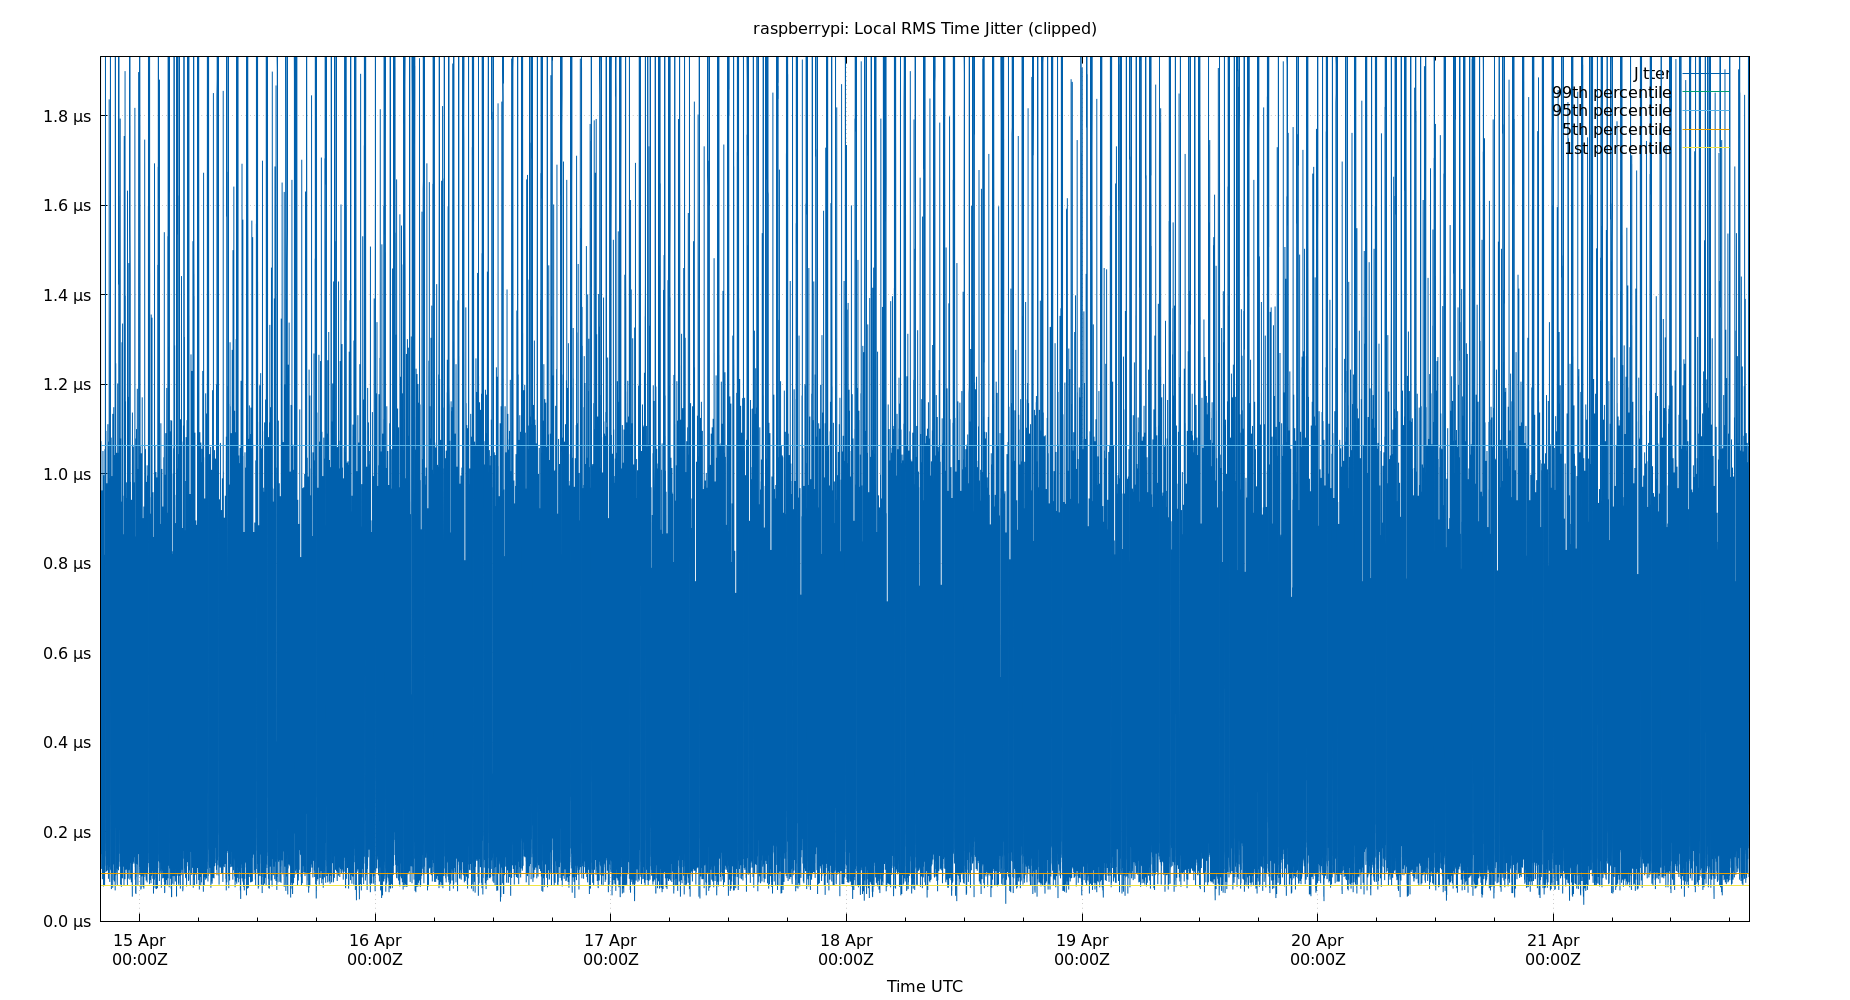 raspberrypi: Local RMS Time Jitter (clipped)
Jitter
99th percentile
95th percentile
5th percentile
1st percentile
1.8 µs
1.6 µs
1.4 µs
1.2 µs
1.0 µs
0.8 µs
0.6 µs
0.4 µs
0.2 µs
0.0 µs
15 Apr 16 Apr 17 Apr 18 Apr 19 Apr 20 Apr 21 Apr
00:00Z 00:00Z 00:00Z 00:00Z 00:00Z 00:00Z 00:00Z
Time UTC